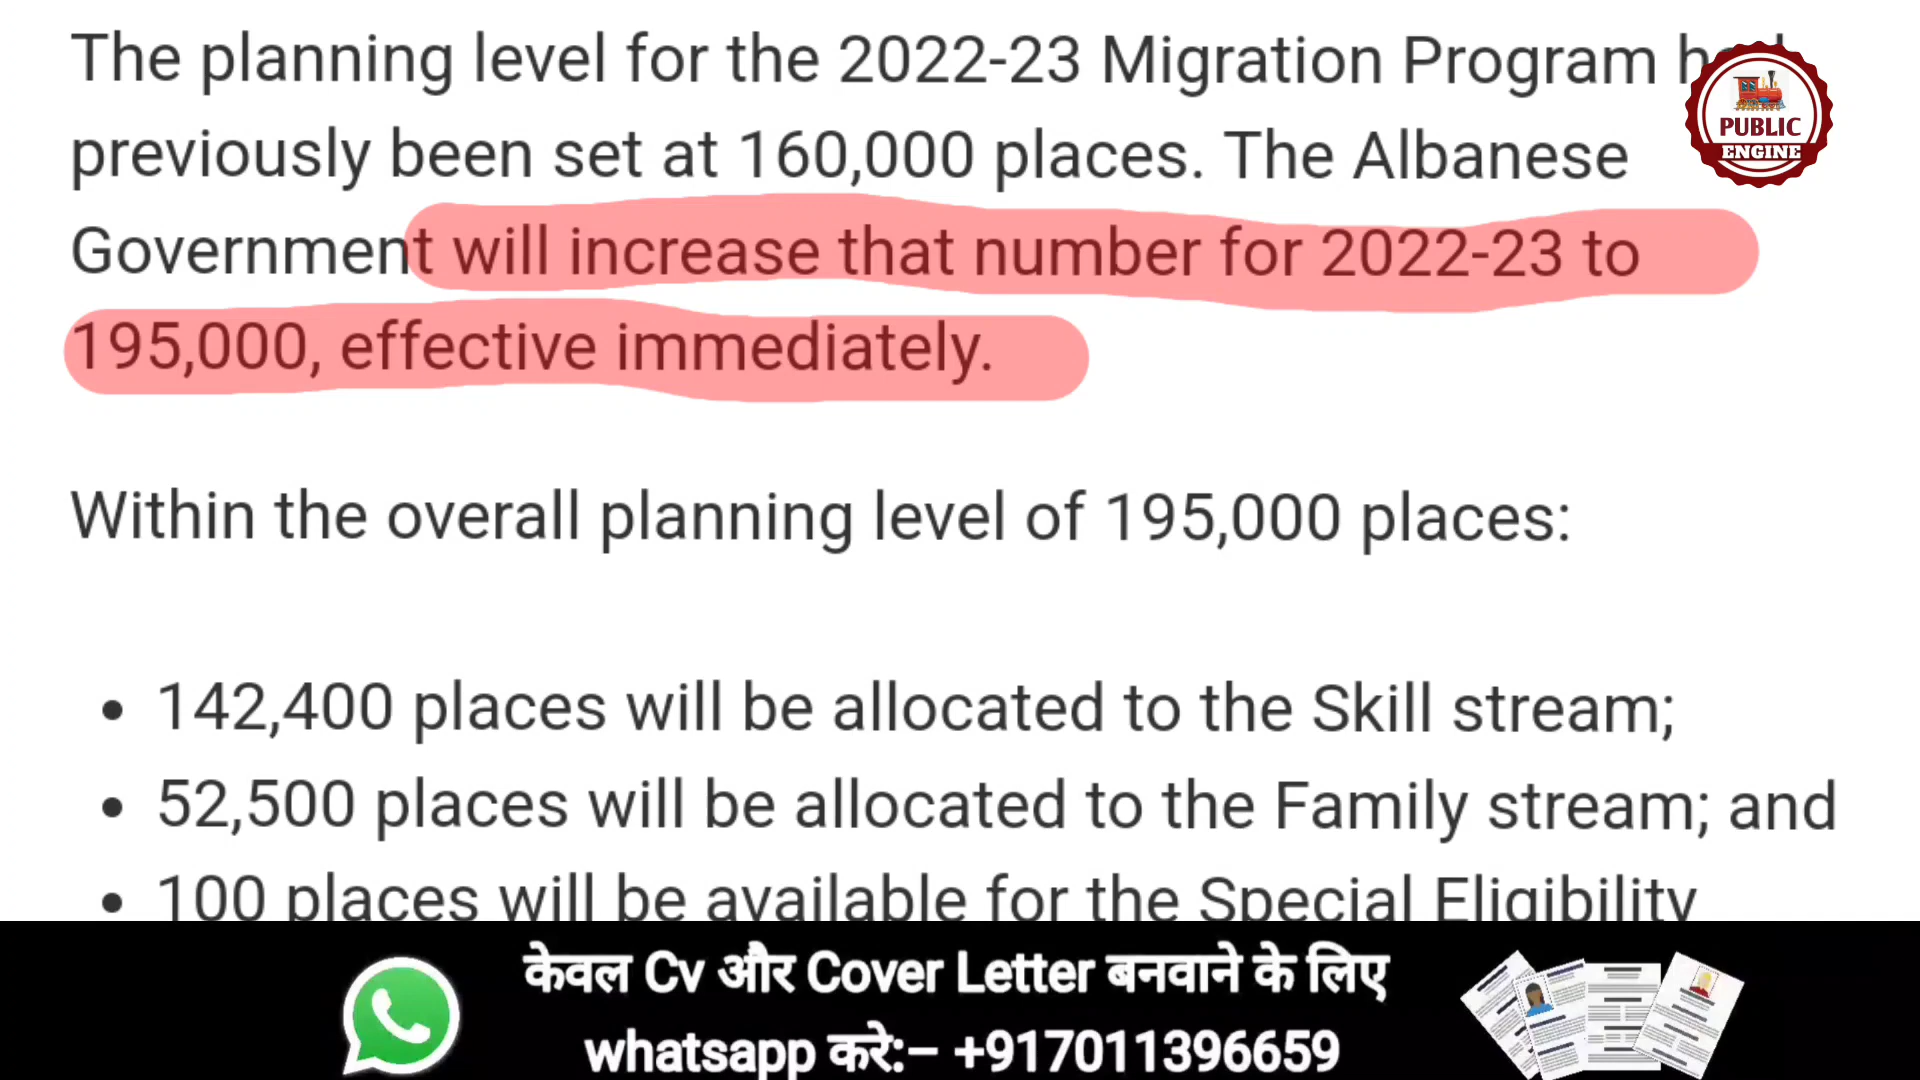 The planning level for the 2022-23 Migration Program
PUBLIC
ENGINE
previously been set at 160,000 places. The Albanese
Government will increase that number for 2022-23 to
195,000, effective immediately.
Within the overall planning level of 195,000 places:
• 142,400 places will be allocated to the Skill stream;
• 52,500 places will be allocated to the Family stream; and
• 100 places will be available for the Special Eligibility
केवल Cv और Cover Letter बनवाने के लिए
whatsapp करे:– +917011396659